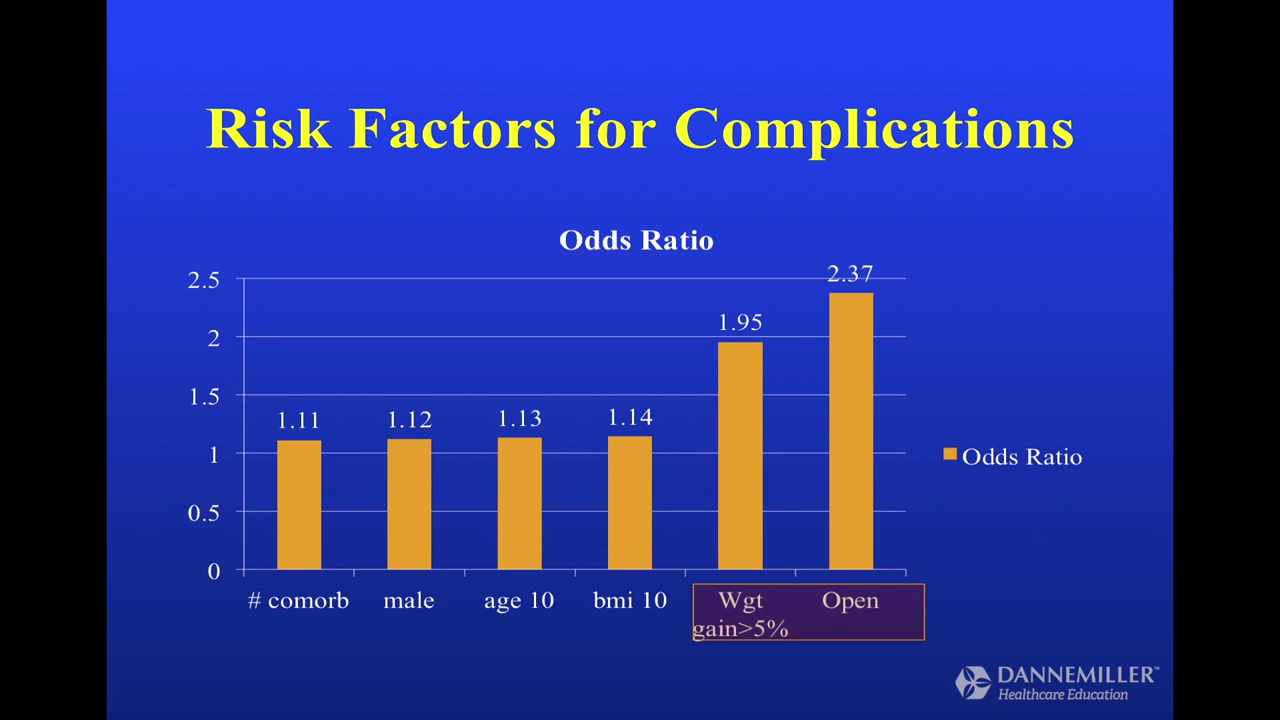 Risk Factors for Complications
Odds Ratio
2.5
2
1.5
1
0.5
0
1.11
1.12
1.13
1.14
1.95
2.37
# comorb
male
age 10
bmi 10
Wgt
gain>5%
Open
Odds Ratio
DANNEMILLER™
Healthcare Education